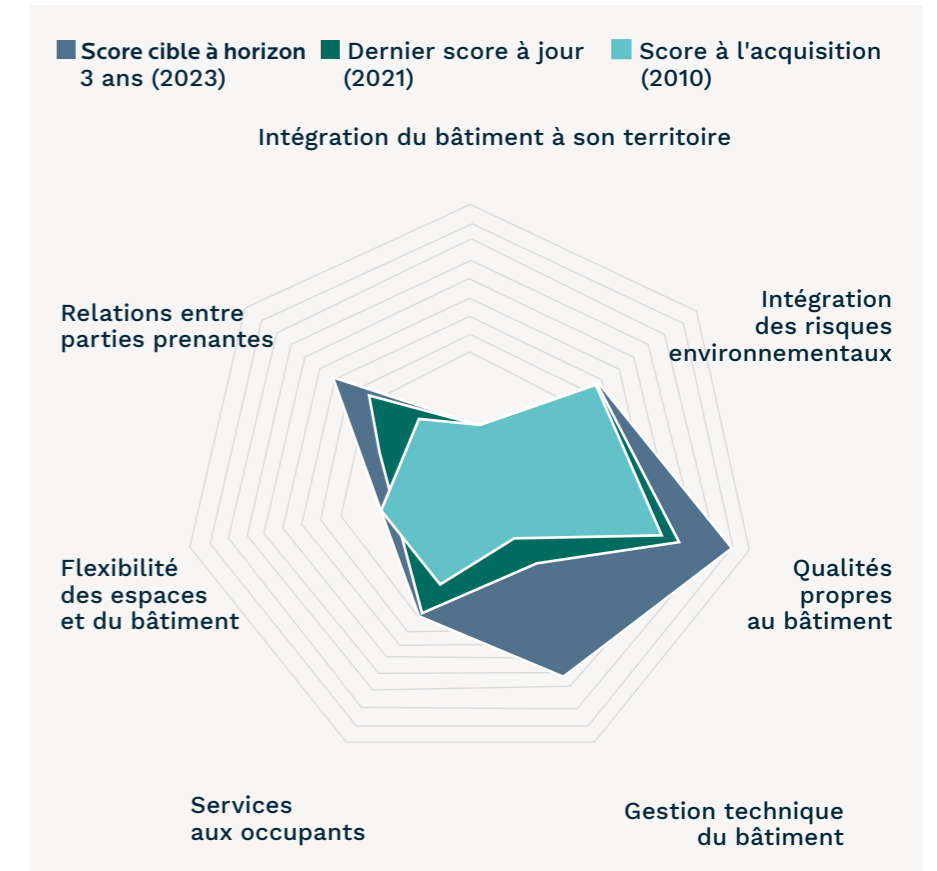 Score cible à horizon
3 ans (2023)
Dernier score à jour
(2021)
Score à l'acquisition
(2010)
Intégration du bâtiment à son territoire
Relations entre
parties prenantes
Intégration
des risques
environnementaux
Flexibilité
des espaces
et du bâtiment
Qualités
propres
au bâtiment
Services
aux occupants
Gestion technique
du bâtiment